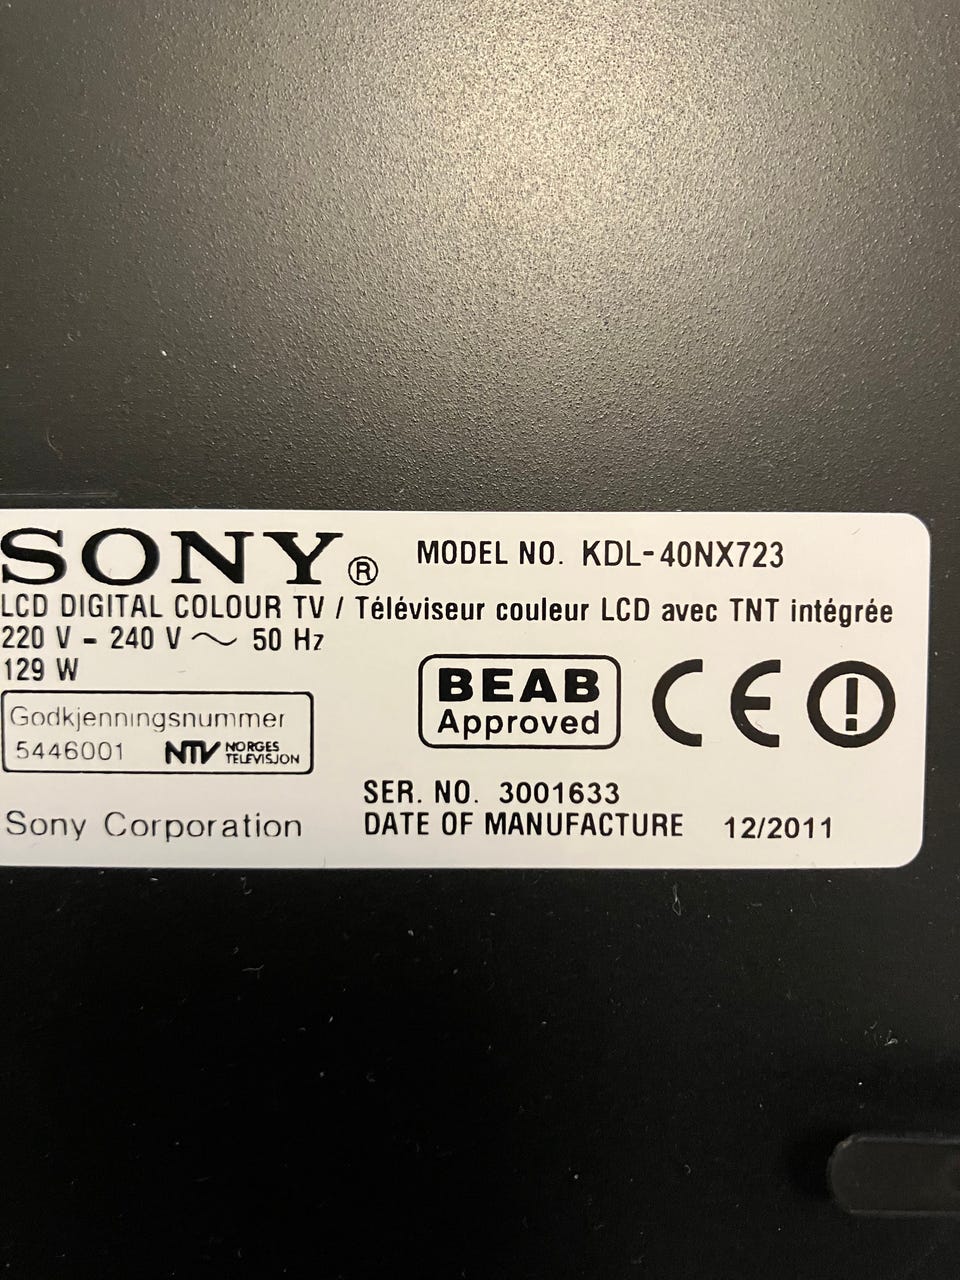 SONY®
MODEL NO. KDL-40NX723
LCD DIGITAL COLOUR TV / Téléviseur couleur LCD avec TNT intégrée
220 V - 240 V ~ 50 Hz
129 W
BEAB
Approved
CE
Godkjenningsnummer
5446001 NTV NORGES
TELEVISJON
SER. NO. 3001633
Sony Corporation
DATE OF MANUFACTURE 12/2011